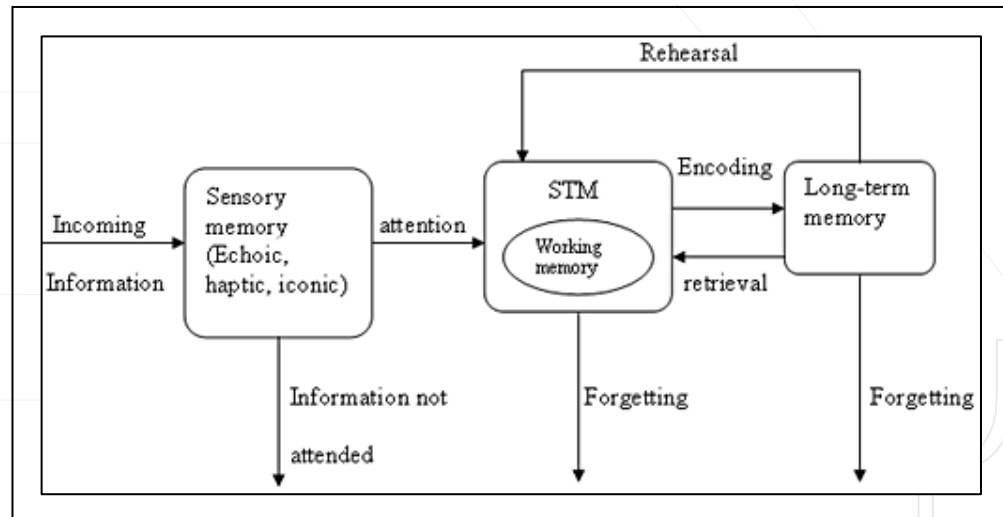 Rehearsal
Incoming
Information
Sensory
memory
(Echoic,
haptic, iconic)
attention
STM
Working
memory
Encoding
retrieval
Long-term
memory
Information not
attended
Forgetting
Forgetting